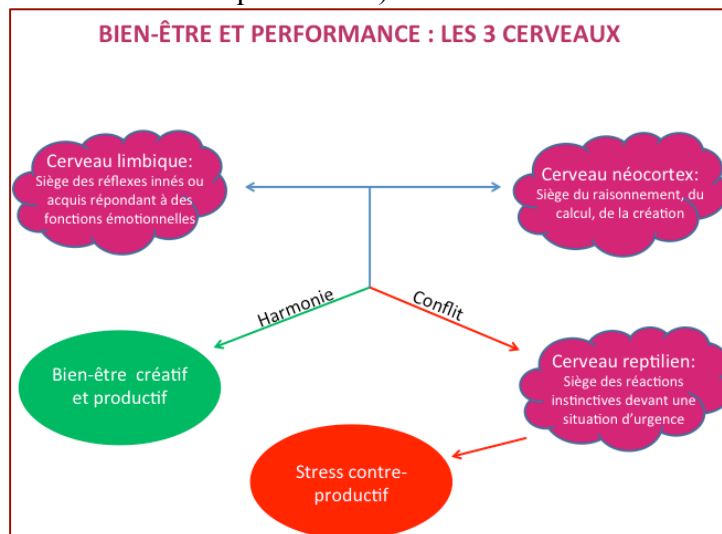 BIEN-ÊTRE ET PERFORMANCE : LES 3 CERVEAUX
Cerveau limbique:
Siège des réflexes innés ou
acquis répondant à des
fonctions émotionnelles
Cerveau néocortex:
Siège du raisonnement, du
calcul, de la création
Harmonie
Conflit
Bien-être créatif
et productif
Cerveau reptilien:
Siège des réactions
instinctives devant une
situation d'urgence
Stress contre-
productif